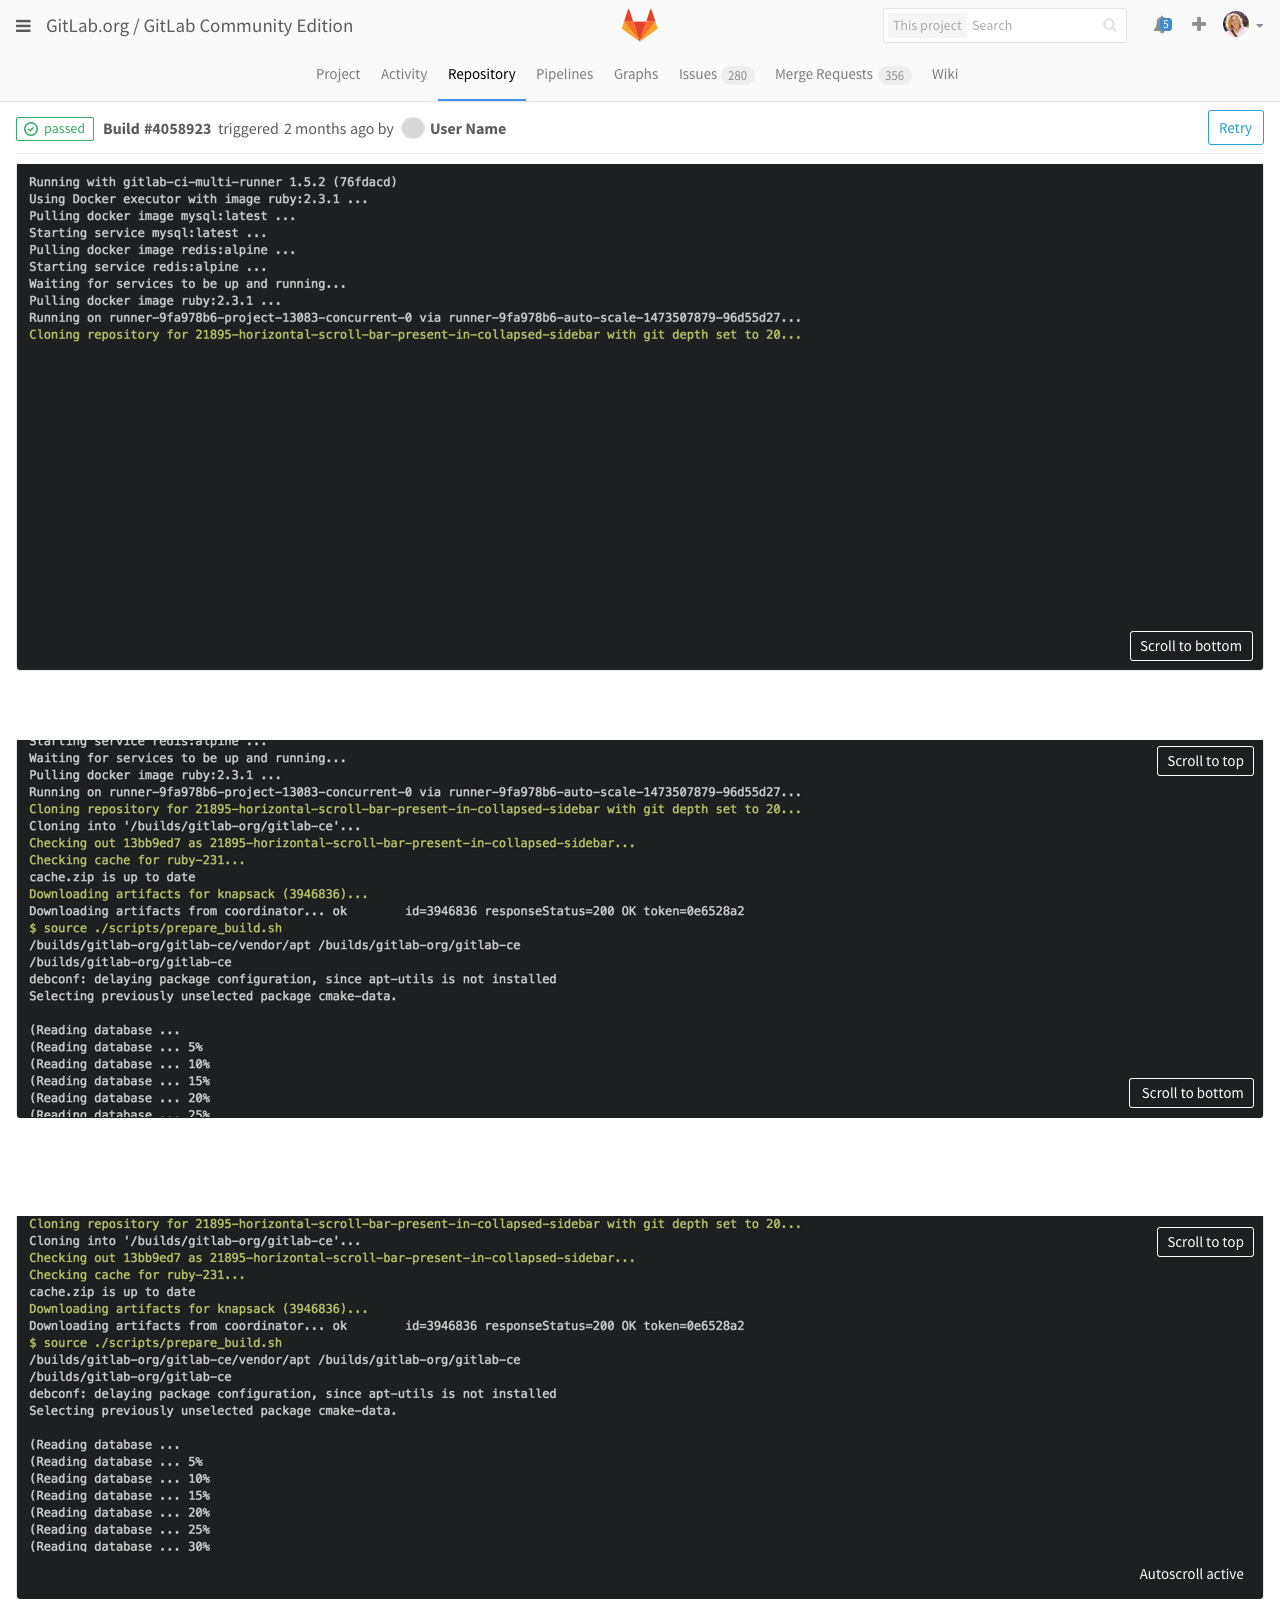 GitLab.org / GitLab Community Edition
This project Search
5
Project Activity Repository Pipelines Graphs Issues 280 Merge Requests 356 Wiki
passed Build #4058923 triggered 2 months ago by User Name
Retry
Running with gitlab-ci-multi-runner 1.5.2 (76fdacd)
Using Docker executor with image ruby:2.3.1 ...
Pulling docker image mysql:latest ...
Starting service mysql:latest ...
Pulling docker image redis:alpine ...
Starting service redis:alpine ...
Waiting for services to be up and running...
Pulling docker image ruby:2.3.1 ...
Running on runner-9fa978b6-project-13083-concurrent-0 via runner-9fa978b6-auto-scale-1473507879-96d55d27...
Cloning repository for 21895-horizontal-scroll-bar-present-in-collapsed-sidebar with git depth set to 20...
Scroll to bottom
Starting service redis:alpine ...
Scroll to top
Waiting for services to be up and running...
Pulling docker image ruby:2.3.1 ...
Running on runner-9fa978b6-project-13083-concurrent-0 via runner-9fa978b6-auto-scale-1473507879-96d55d27...
Cloning repository for 21895-horizontal-scroll-bar-present-in-collapsed-sidebar with git depth set to 20...
Cloning into '/builds/gitlab-org/gitlab-ce'...
Checking out 13bb9ed7 as 21895-horizontal-scroll-bar-present-in-collapsed-sidebar...
Checking cache for ruby-231...
cache.zip is up to date
Downloading artifacts for knapsack (3946836)...
Downloading artifacts from coordinator... ok        id=3946836 responseStatus=200 OK token=0e6528a2
$ source ./scripts/prepare_build.sh
/builds/gitlab-org/gitlab-ce/vendor/apt /builds/gitlab-org/gitlab-ce
/builds/gitlab-org/gitlab-ce
debconf: delaying package configuration, since apt-utils is not installed
Selecting previously unselected package cmake-data.
(Reading database ...
(Reading database ... 5%
(Reading database ... 10%
(Reading database ... 15%
(Reading database ... 20%
(Reading database ... 25%
Scroll to bottom
Cloning repository for 21895-horizontal-scroll-bar-present-in-collapsed-sidebar with git depth set to 20...
Scroll to top
Cloning into '/builds/gitlab-org/gitlab-ce'...
Checking out 13bb9ed7 as 21895-horizontal-scroll-bar-present-in-collapsed-sidebar...
Checking cache for ruby-231...
cache.zip is up to date
Downloading artifacts for knapsack (3946836)...
Downloading artifacts from coordinator... ok        id=3946836 responseStatus=200 OK token=0e6528a2
$ source ./scripts/prepare_build.sh
/builds/gitlab-org/gitlab-ce/vendor/apt /builds/gitlab-org/gitlab-ce
/builds/gitlab-org/gitlab-ce
debconf: delaying package configuration, since apt-utils is not installed
Selecting previously unselected package cmake-data.
(Reading database ...
(Reading database ... 5%
(Reading database ... 10%
(Reading database ... 15%
(Reading database ... 20%
(Reading database ... 25%
(Reading database ... 30%
Autoscroll active